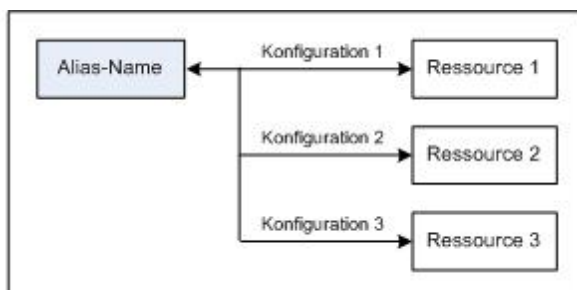 Alias-Name
Konfiguration 1
Ressource 1
Konfiguration 2
Ressource 2
Konfiguration 3
Ressource 3